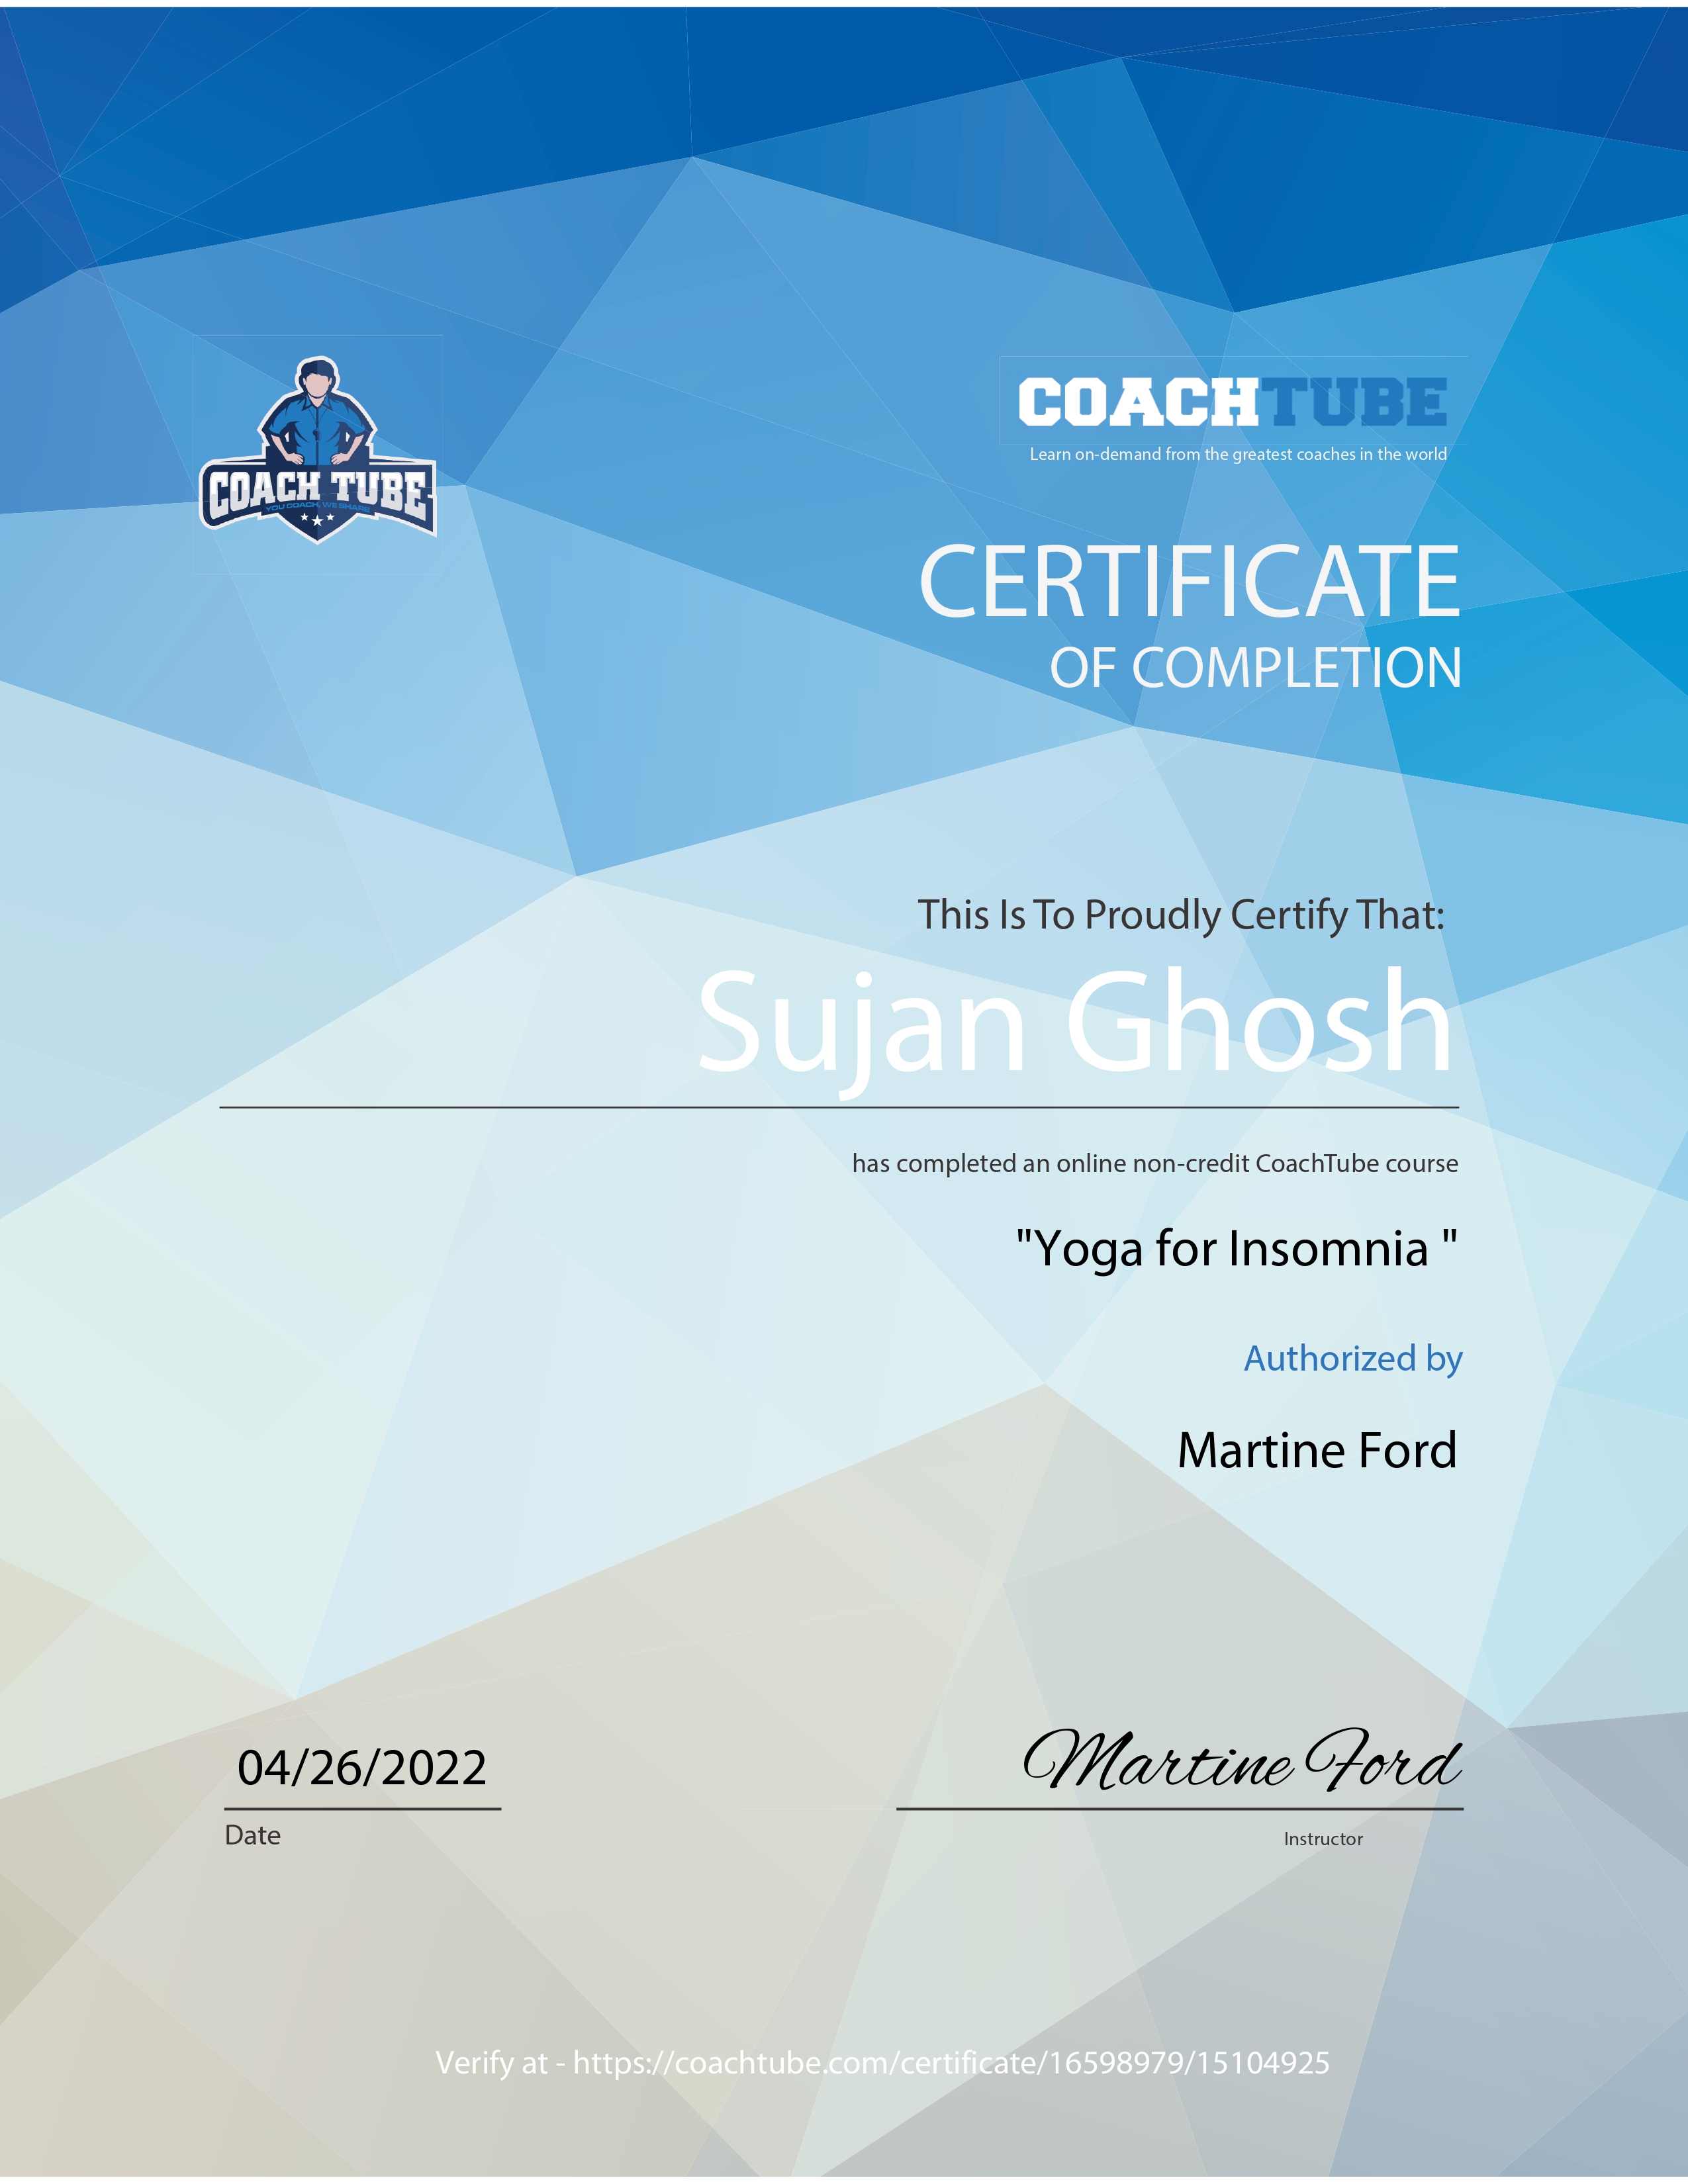 COACH TUBE
YOU COACH, WE SHARE
COACHTUBE
Learn on-demand from the greatest coaches in the world
CERTIFICATE
OF COMPLETION
This Is To Proudly Certify That:
Sujan Ghosh
has completed an online non-credit CoachTube course
"Yoga for Insomnia "
Authorized by
Martine Ford
04/26/2022
Martine Ford
Date
Instructor
Verify at - https://coachtube.com/certificate/16598979/15104925